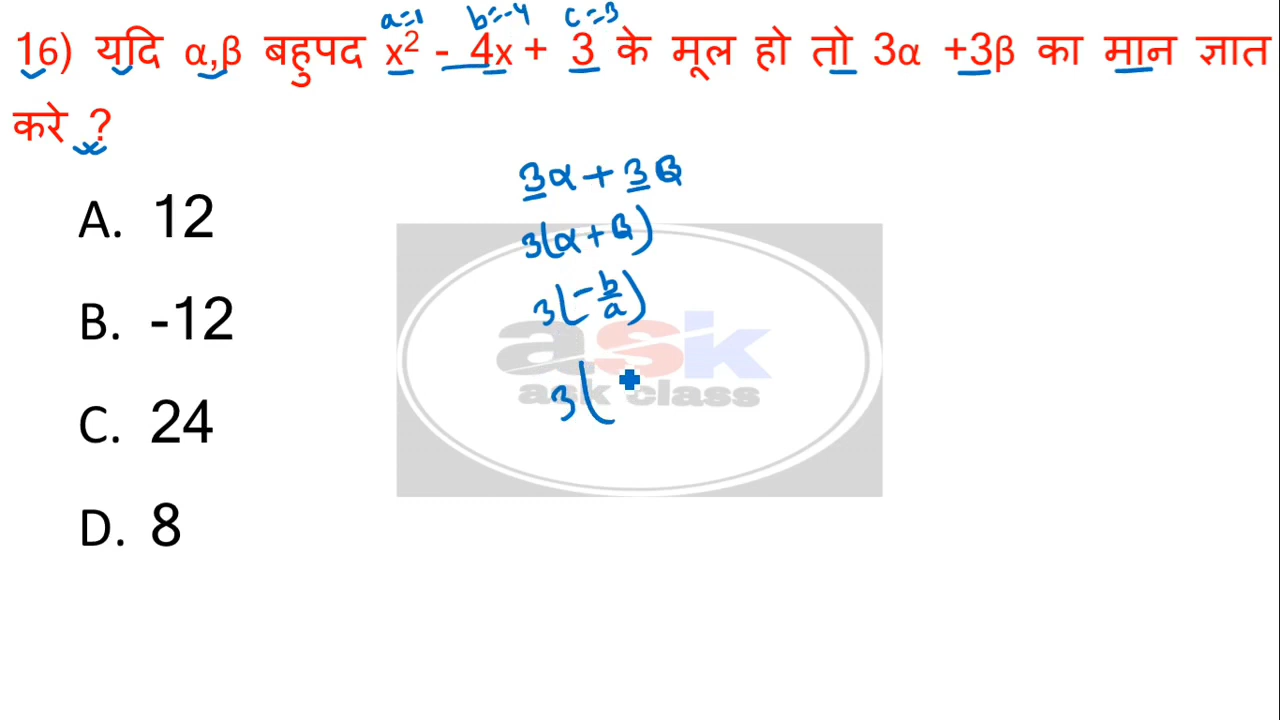 a=1 b=-4 c=3
16) यदि α,β बहुपद x² - 4x + 3 के मूल हो तो 3α +3β का मान ज्ञात
करे ?
3α + 3β
A. 12
3(α + β)
B. -12
3(-b/a)
ask
3(
ask class
C. 24
D. 8